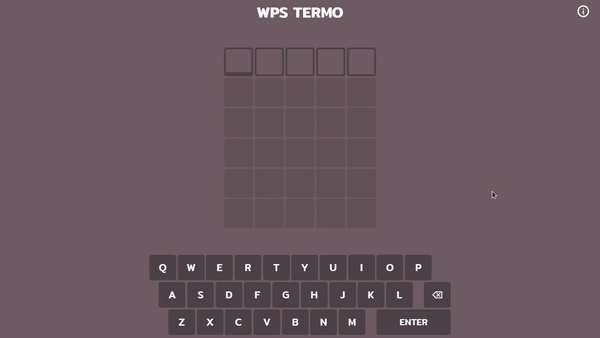 WPS TERMO
Q W E R T Y U I O P
A S D F G H J K L
Z X C V B N M ENTER